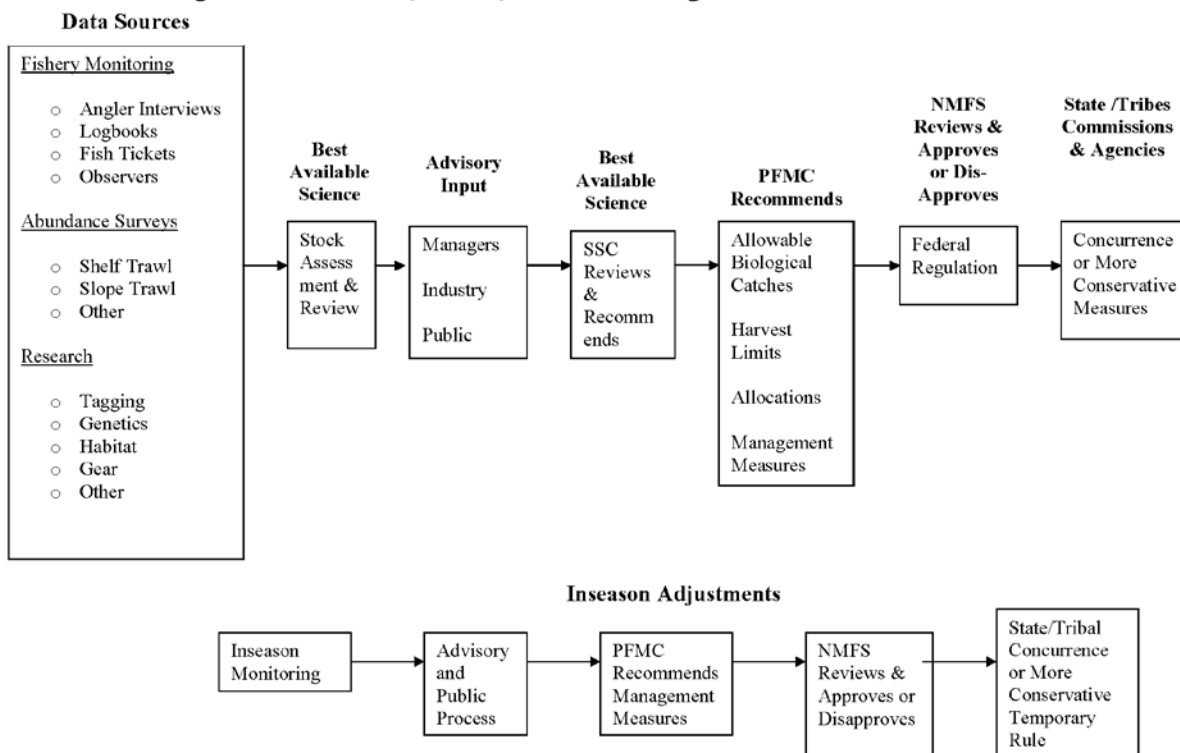 Data Sources
Fishery Monitoring
○ Angler Interviews
○ Logbooks
○ Fish Tickets
○ Observers
Abundance Surveys
○ Shelf Trawl
○ Slope Trawl
○ Other
Research
○ Tagging
○ Genetics
○ Habitat
○ Gear
○ Other
Best
Available
Science
Stock
Assess
ment &
Review
Advisory
Input
Managers
Industry
Public
Best
Available
Science
SSC
Reviews
&
Recomm
ends
PFMC
Recommends
Allowable
Biological
Catches
Harvest
Limits
Allocations
Management
Measures
NMFS
Reviews &
Approves
or Dis-
Approves
Federal
Regulation
State /Tribes
Commissions
& Agencies
Concurrence
or More
Conservative
Measures
Inseason Adjustments
Inseason
Monitoring
Advisory
and
Public
Process
PFMC
Recommends
Management
Measures
NMFS
Reviews &
Approves or
Disapproves
State/Tribal
Concurrence
or More
Conservative
Temporary
Rule